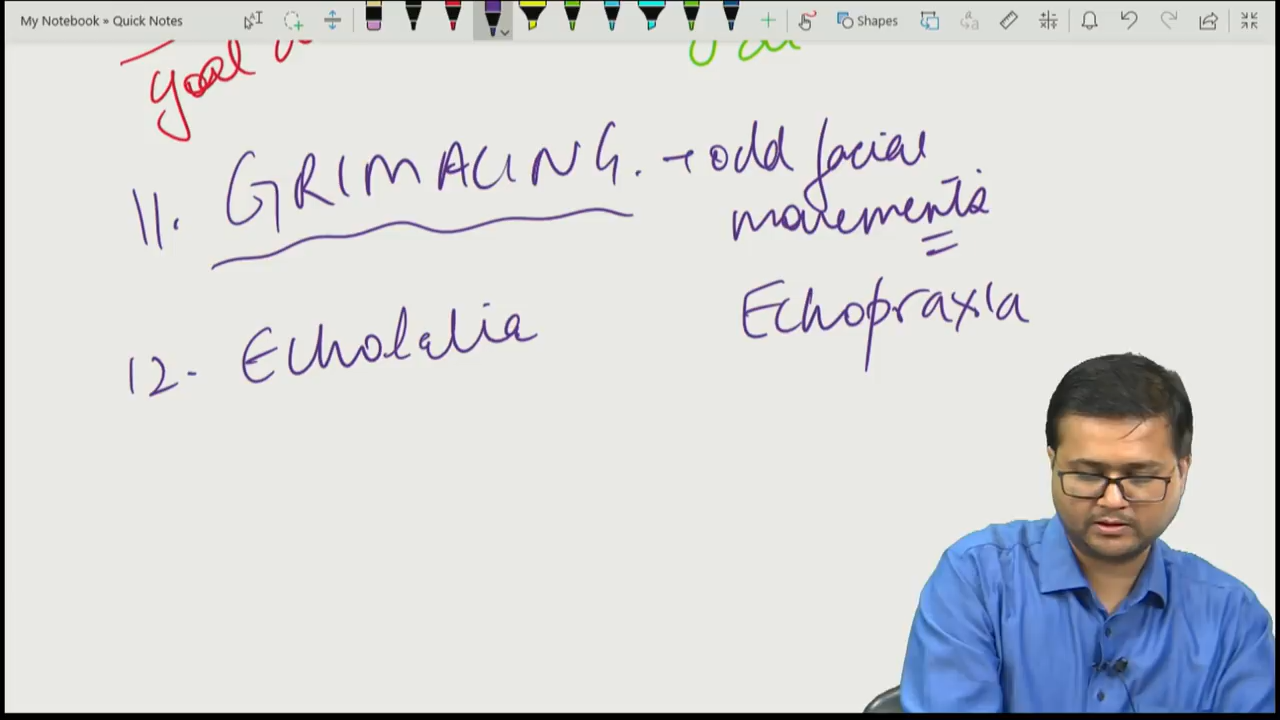 My Notebook » Quick Notes
Shapes
goal
11. GRIMACING. → odd facial
movements
12. Echolalia Echopraxia